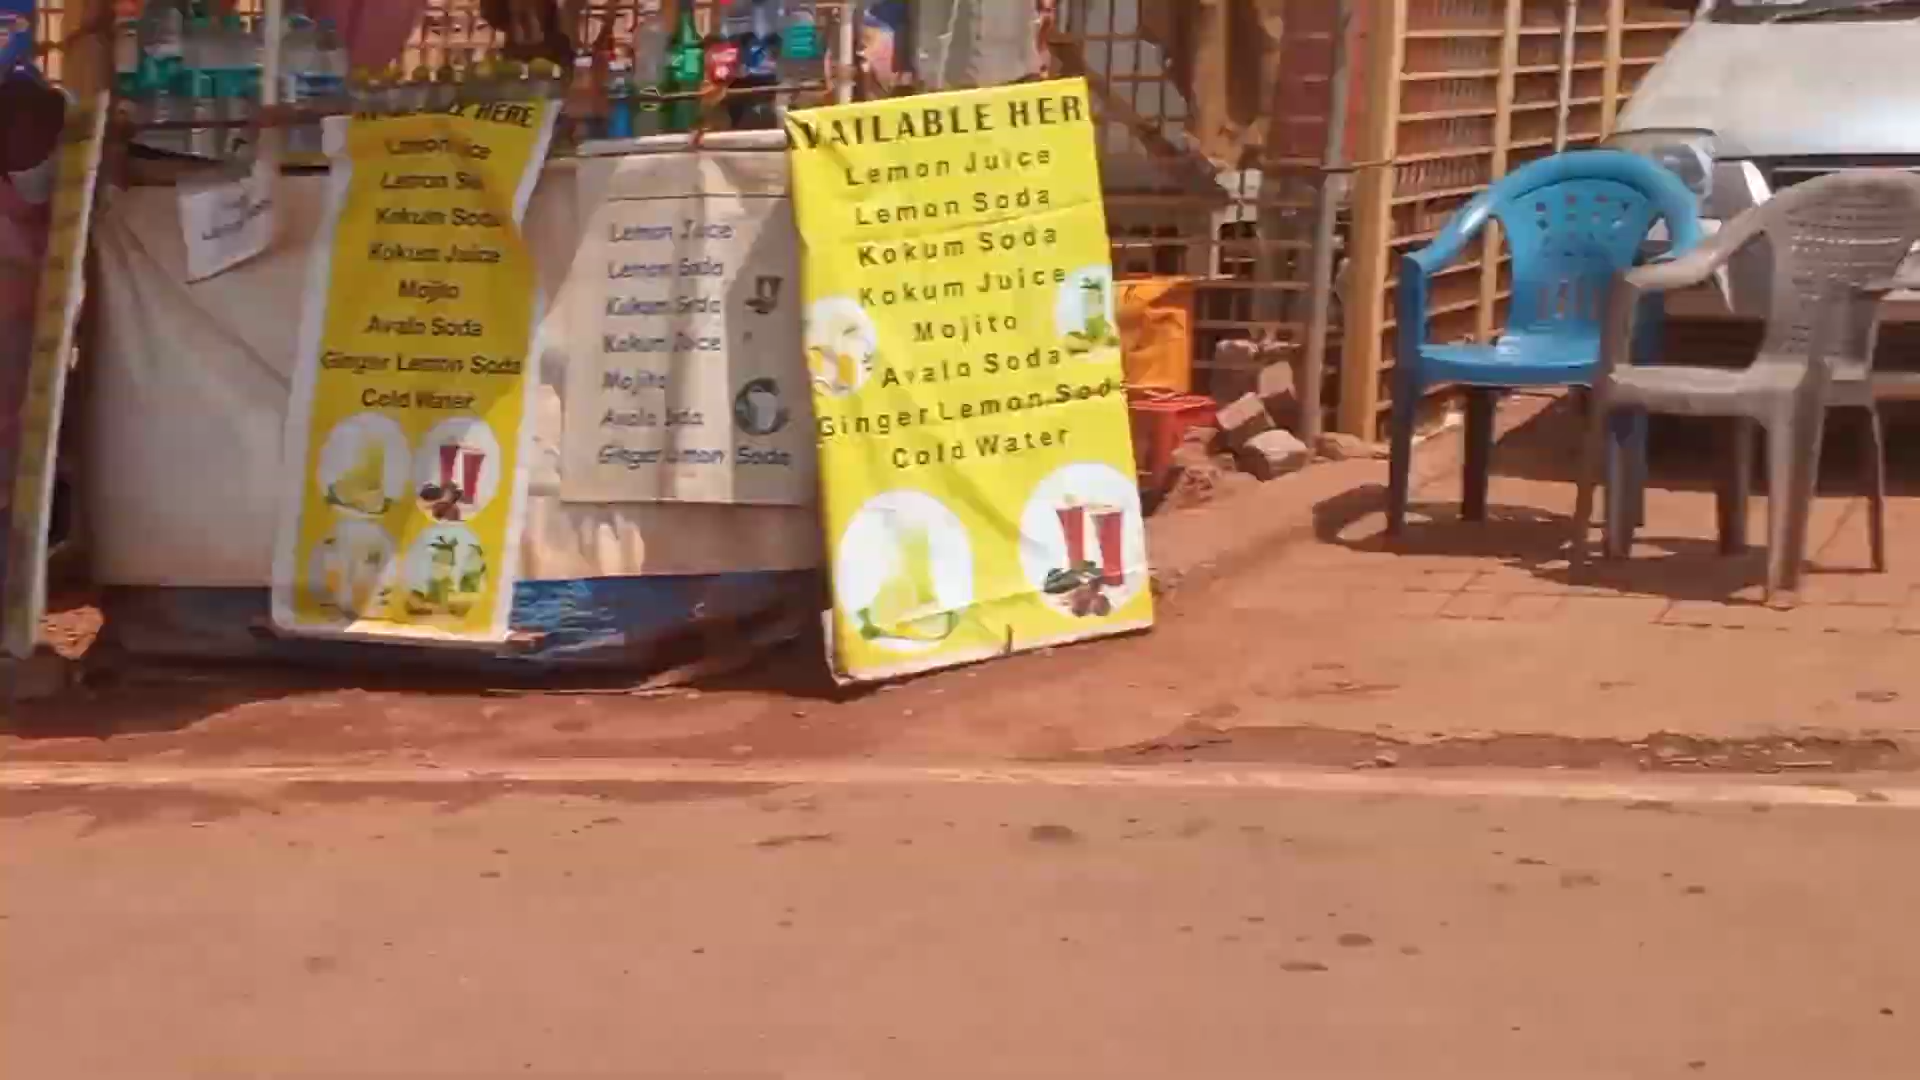 HERE
Lemon
Lemon
Kokum Soda
Kokum Juice
Mojito
Avalo Soda
Ginger Lemon Soda
Cold Water
Lemon Juice
Lemon Soda
Kokum Soda
Kokum Juice
Mojito
Avalo
Ginger Soda
AVAILABLE HER
Lemon Juice
Lemon Soda
Kokum Soda
Kokum Juice
Mojito
Avalo Soda
Ginger Lemon Soda
Cold Water